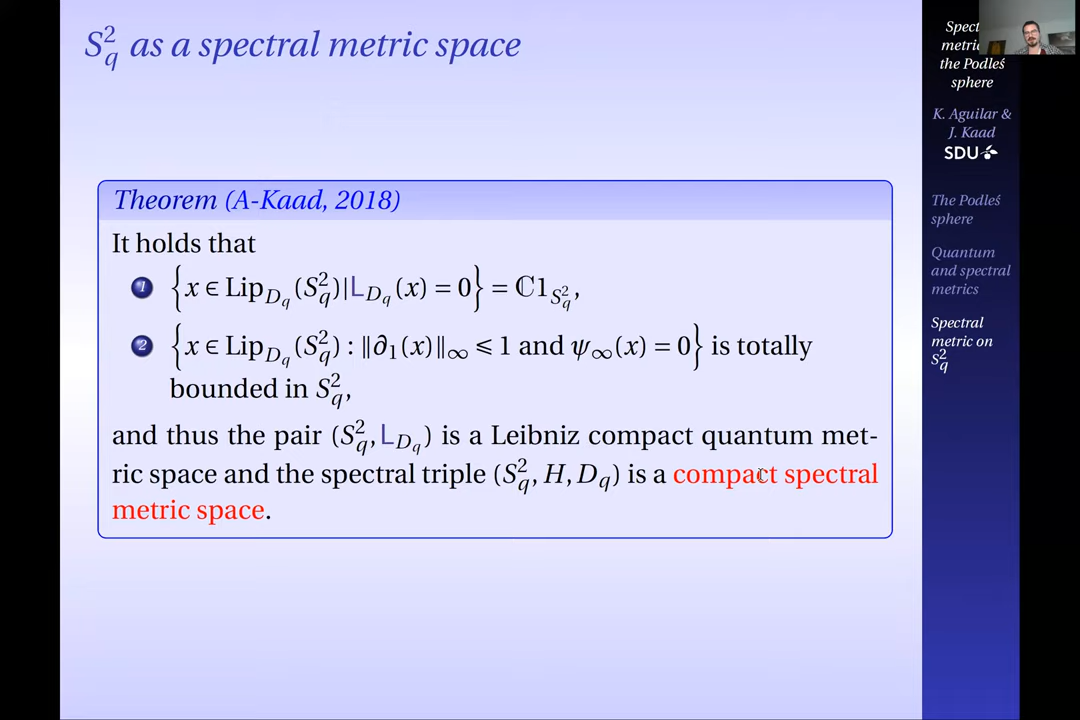 S²_q as a spectral metric space
Theorem (A-Kaad, 2018)
It holds that
1 {x ∈ Lip_{D_q}(S²_q)|L_{D_q}(x) = 0} = ℂ1_{S²_q},
2 {x ∈ Lip_{D_q}(S²_q) : ‖∂₁(x)‖_∞ ⩽ 1 and ψ_∞(x) = 0} is totally
bounded in S²_q,
and thus the pair (S²_q, L_{D_q}) is a Leibniz compact quantum met-
ric space and the spectral triple (S²_q, H, D_q) is a compact spectral
metric space.
Spect
metri
the Podleś
sphere
K. Aguilar &
J. Kaad
SDU
The Podleś
sphere
Quantum
and spectral
metrics
Spectral
metric on
S²_q